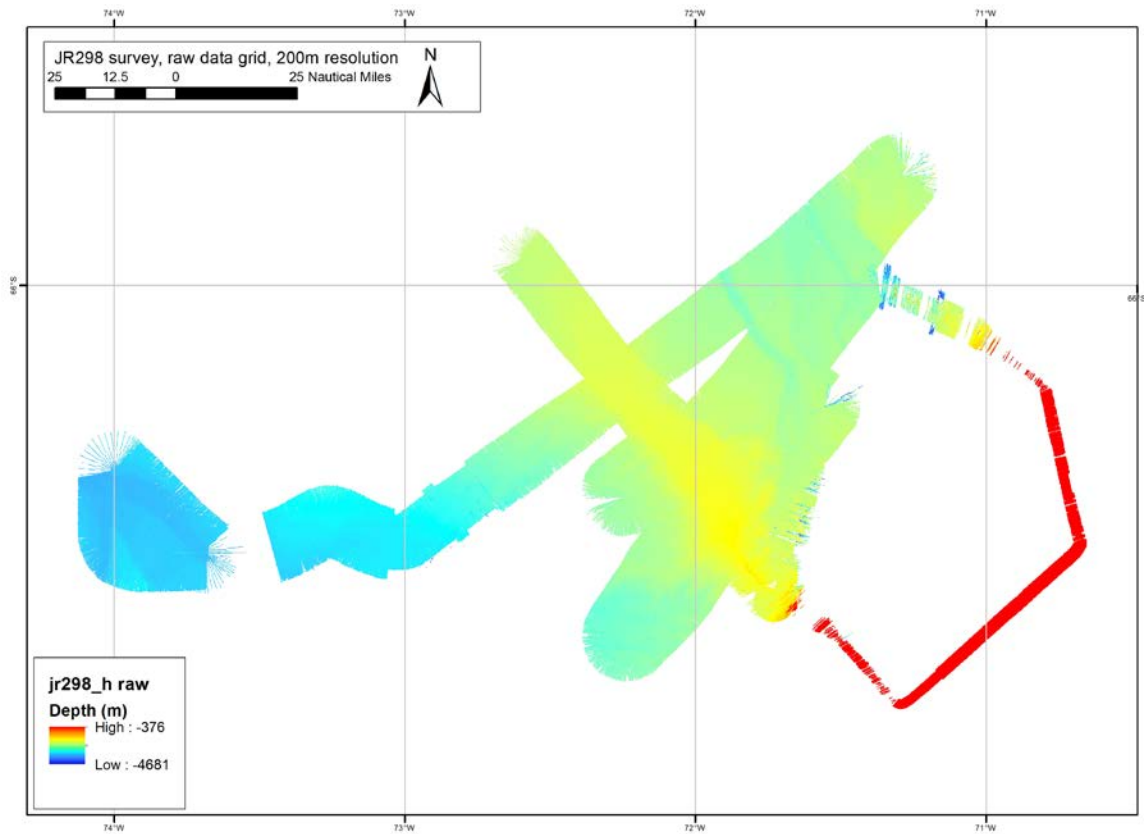 74°W 73°W 72°W 71°W
JR298 survey, raw data grid, 200m resolution
N
25 12.5 0 25 Nautical Miles
66°S 66°S
jr298_h raw
Depth (m)
High : -376
Low : -4681
74°W 73°W 72°W 71°W